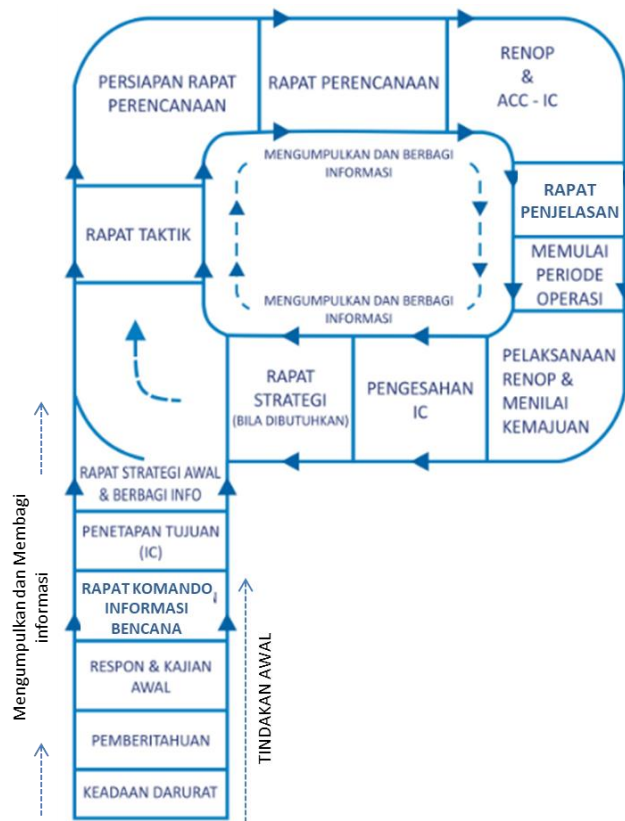 PERSIAPAN RAPAT
PERENCANAAN
RAPAT PERENCANAAN
RENOP
&
ACC - IC
MENGUMPULKAN DAN BERBAGI
INFORMASI
RAPAT
PENJELASAN
RAPAT TAKTIK
MEMULAI
PERIODE
OPERASI
MENGUMPULKAN DAN BERBAGI
INFORMASI
RAPAT
STRATEGI
(BILA DIBUTUHKAN)
PENGESAHAN
IC
PELAKSANAAN
RENOP &
MENILAI
KEMAJUAN
RAPAT STRATEGI AWAL
& BERBAGI INFO
PENETAPAN TUJUAN
(IC)
RAPAT KOMANDO
INFORMASI
BENCANA
RESPON & KAJIAN
AWAL
PEMBERITAHUAN
KEADAAN DARURAT
Mengumpulkan dan Membagi
informasi
TINDAKAN AWAL